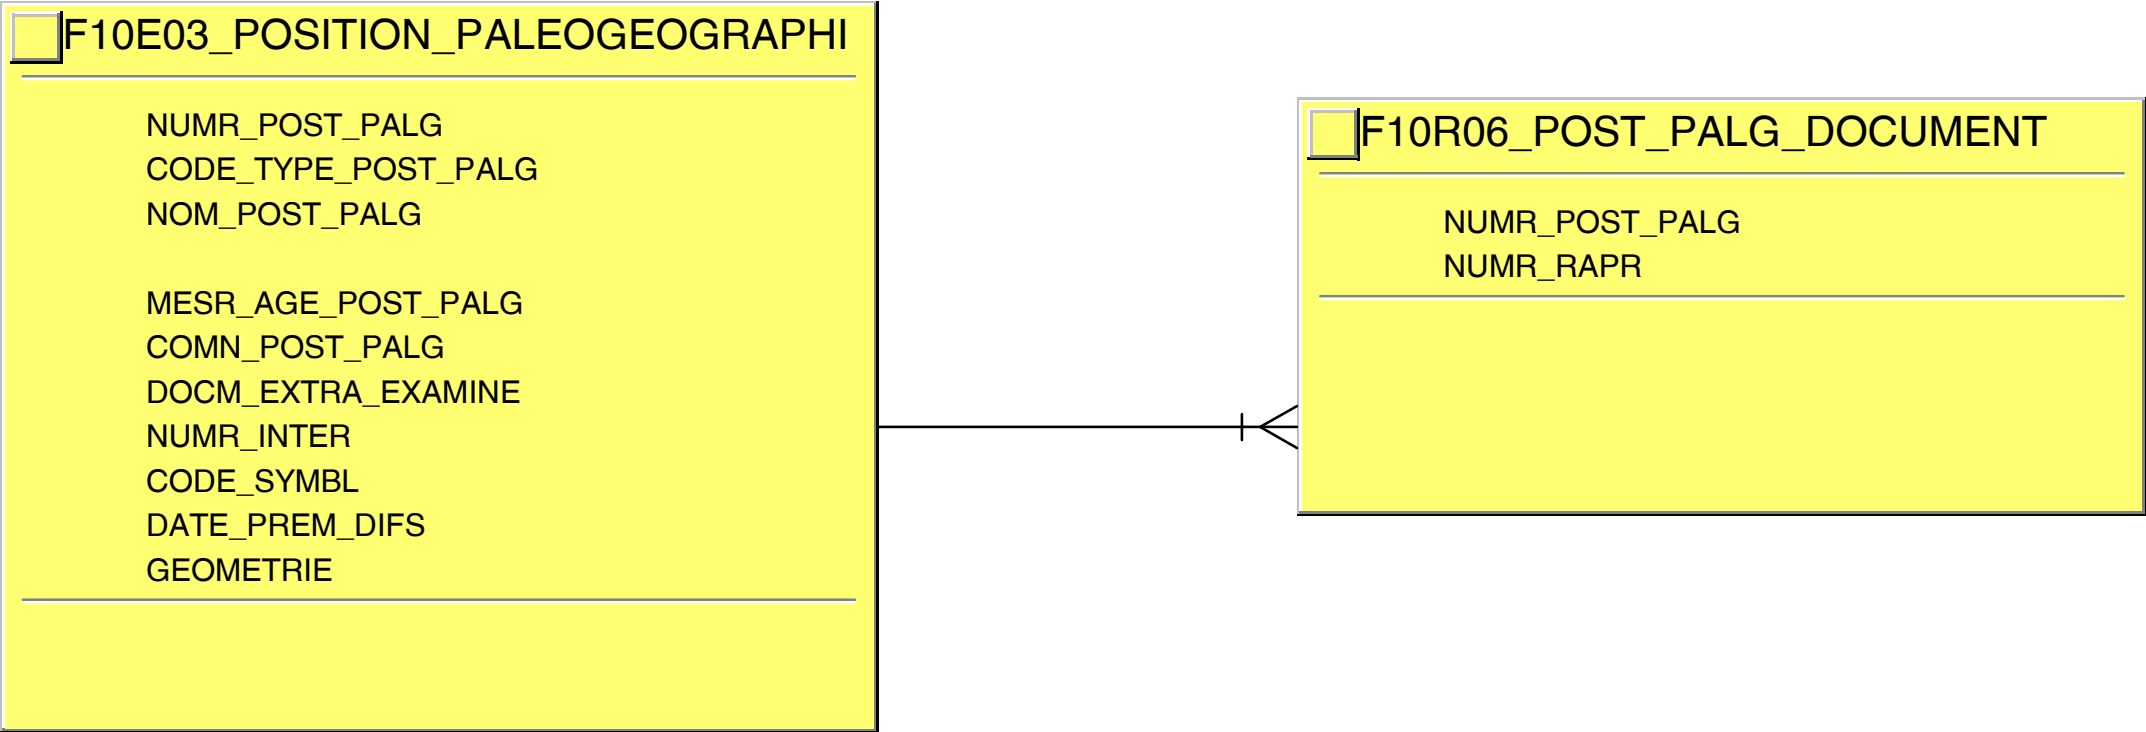 F10E03_POSITION_PALEOGEOGRAPHI
NUMR_POST_PALG
CODE_TYPE_POST_PALG
NOM_POST_PALG
MESR_AGE_POST_PALG
COMN_POST_PALG
DOCM_EXTRA_EXAMINE
NUMR_INTER
CODE_SYMBL
DATE_PREM_DIFS
GEOMETRIE
F10R06_POST_PALG_DOCUMENT
NUMR_POST_PALG
NUMR_RAPR